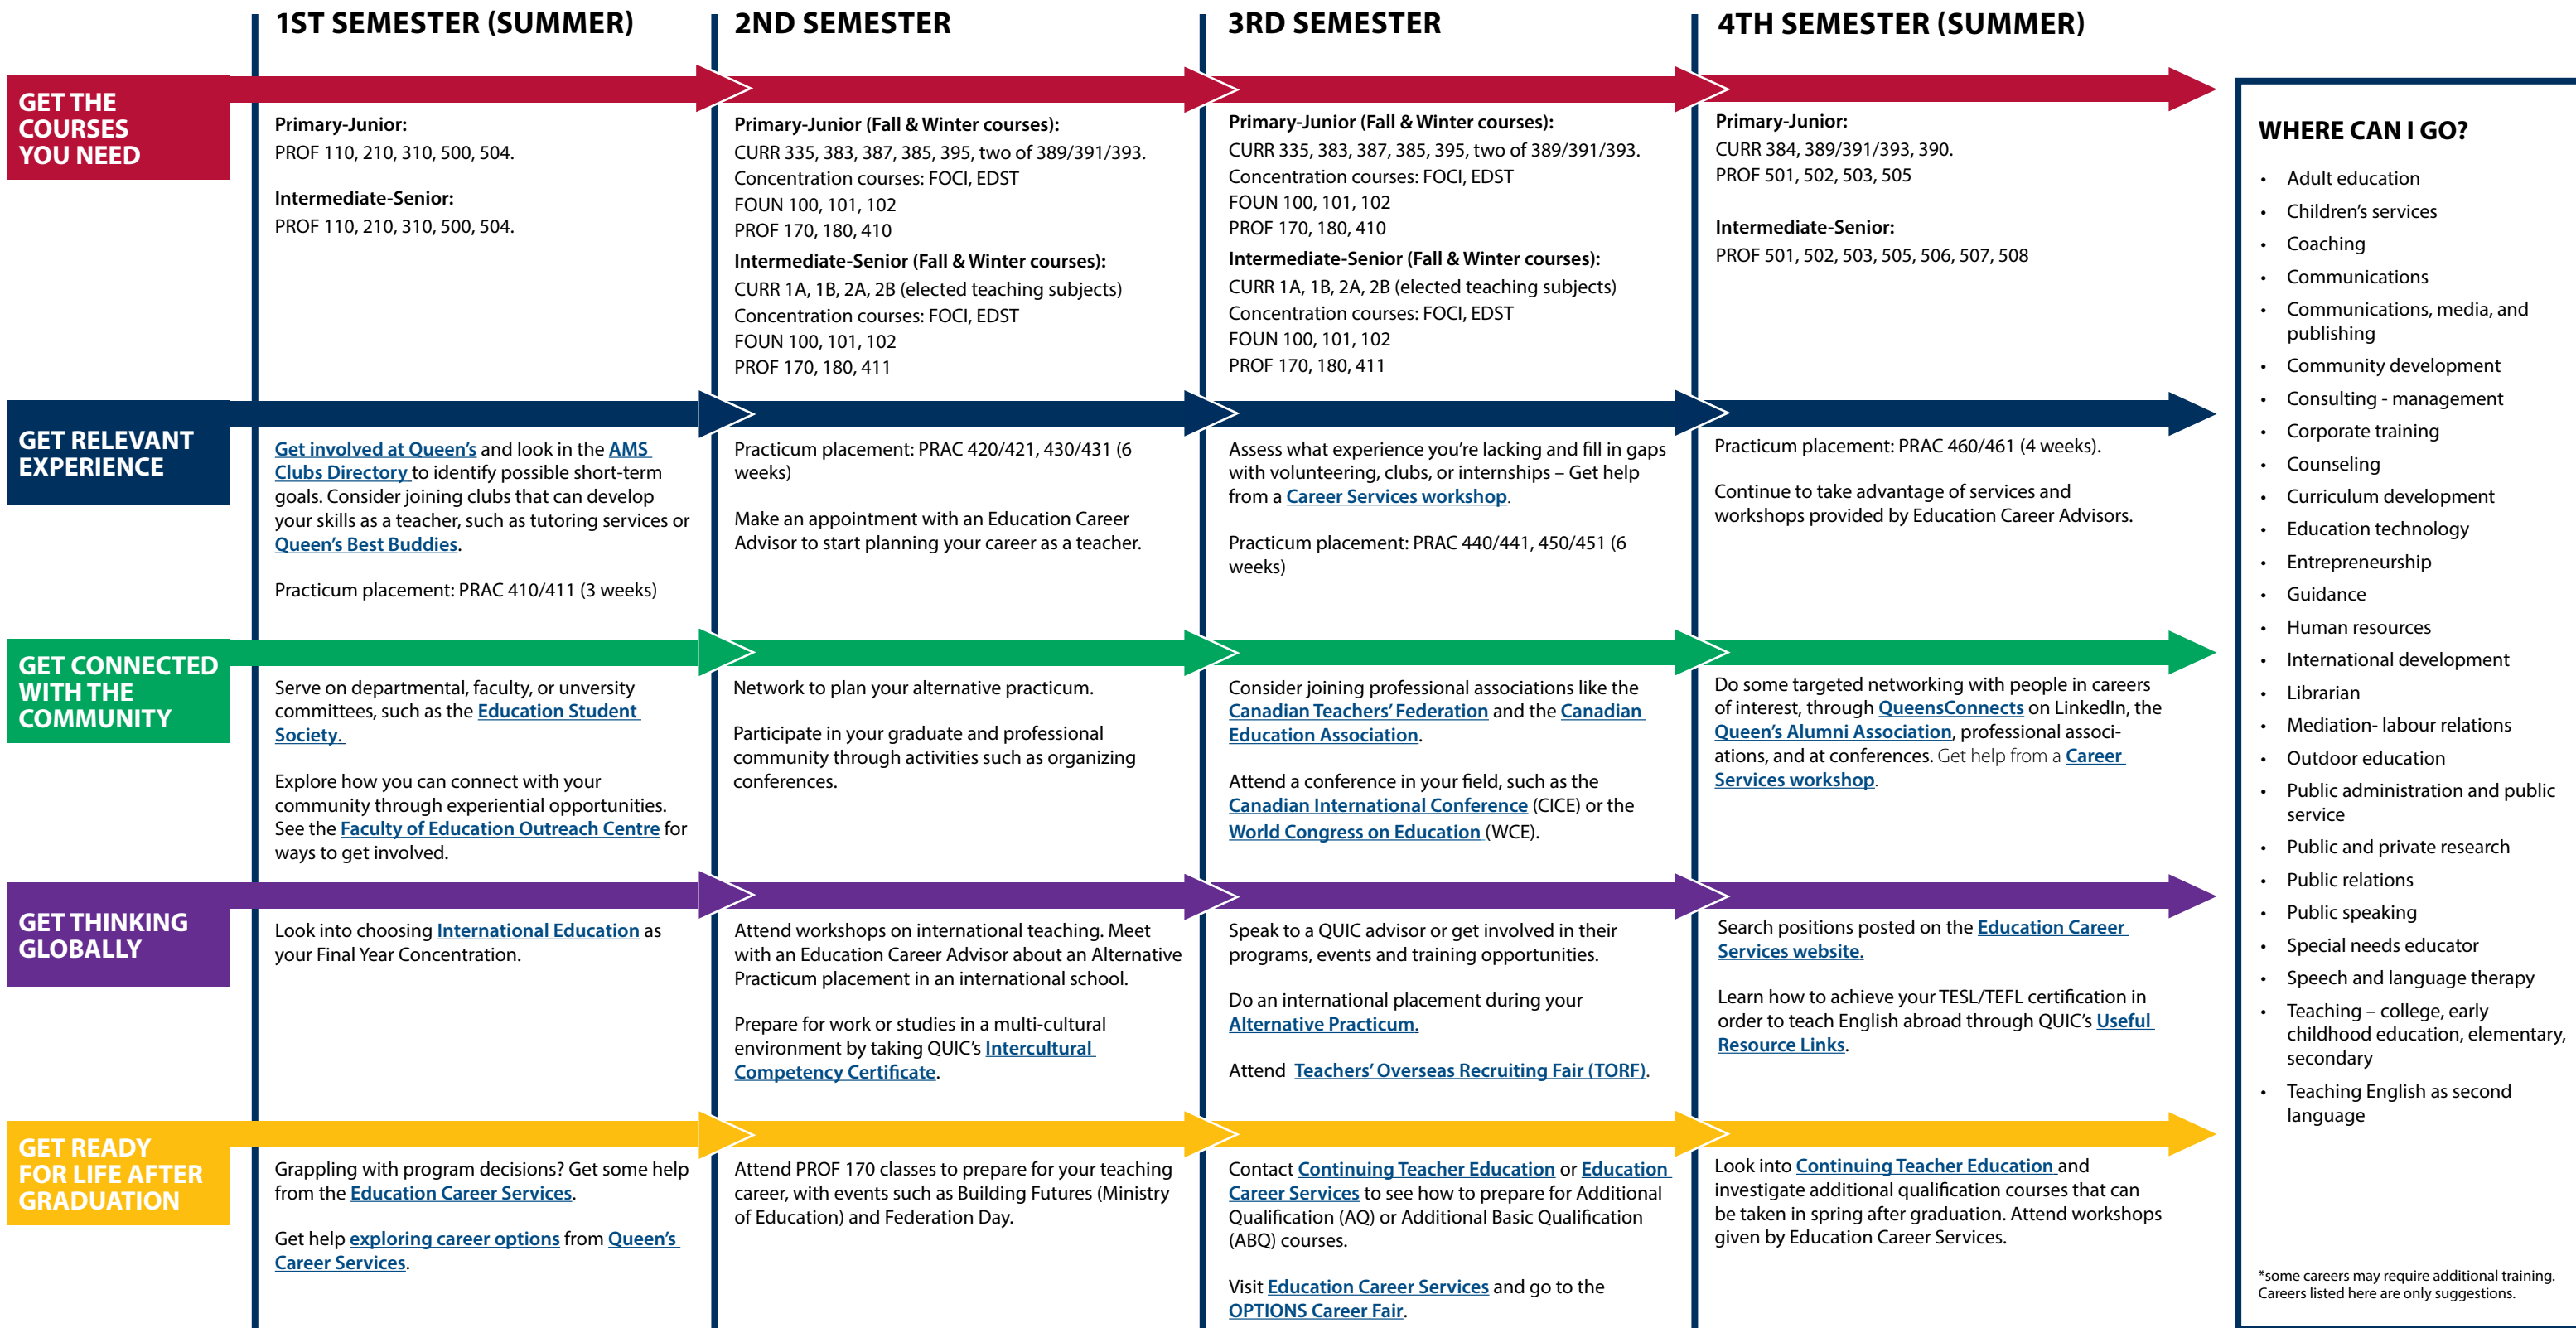 1ST SEMESTER (SUMMER)
2ND SEMESTER
3RD SEMESTER
4TH SEMESTER (SUMMER)
GET THE
COURSES
YOU NEED
Primary-Junior:
PROF 110, 210, 310, 500, 504.
Intermediate-Senior:
PROF 110, 210, 310, 500, 504.
Primary-Junior (Fall & Winter courses):
CURR 335, 383, 387, 385, 395, two of 389/391/393.
Concentration courses: FOCI, EDST
FOUN 100, 101, 102
PROF 170, 180, 410
Intermediate-Senior (Fall & Winter courses):
CURR 1A, 1B, 2A, 2B (elected teaching subjects)
Concentration courses: FOCI, EDST
FOUN 100, 101, 102
PROF 170, 180, 411
Primary-Junior (Fall & Winter courses):
CURR 335, 383, 387, 385, 395, two of 389/391/393.
Concentration courses: FOCI, EDST
FOUN 100, 101, 102
PROF 170, 180, 410
Intermediate-Senior (Fall & Winter courses):
CURR 1A, 1B, 2A, 2B (elected teaching subjects)
Concentration courses: FOCI, EDST
FOUN 100, 101, 102
PROF 170, 180, 411
Primary-Junior:
CURR 384, 389/391/393, 390.
PROF 501, 502, 503, 505
Intermediate-Senior:
PROF 501, 502, 503, 505, 506, 507, 508
GET RELEVANT
EXPERIENCE
Get involved at Queen's and look in the AMS
Clubs Directory to identify possible short-term
goals. Consider joining clubs that can develop
your skills as a teacher, such as tutoring services or
Queen's Best Buddies.
Practicum placement: PRAC 410/411 (3 weeks)
Practicum placement: PRAC 420/421, 430/431 (6
weeks)
Make an appointment with an Education Career
Advisor to start planning your career as a teacher.
Assess what experience you're lacking and fill in gaps
with volunteering, clubs, or internships – Get help
from a Career Services workshop.
Practicum placement: PRAC 440/441, 450/451 (6
weeks)
Practicum placement: PRAC 460/461 (4 weeks).
Continue to take advantage of services and
workshops provided by Education Career Advisors.
GET CONNECTED
WITH THE
COMMUNITY
Serve on departmental, faculty, or unversity
committees, such as the Education Student
Society.
Explore how you can connect with your
community through experiential opportunities.
See the Faculty of Education Outreach Centre for
ways to get involved.
Network to plan your alternative practicum.
Participate in your graduate and professional
community through activities such as organizing
conferences.
Consider joining professional associations like the
Canadian Teachers' Federation and the Canadian
Education Association.
Attend a conference in your field, such as the
Canadian International Conference (CICE) or the
World Congress on Education (WCE).
Do some targeted networking with people in careers
of interest, through QueensConnects on LinkedIn, the
Queen's Alumni Association, professional associ-
ations, and at conferences. Get help from a Career
Services workshop.
GET THINKING
GLOBALLY
Look into choosing International Education as
your Final Year Concentration.
Attend workshops on international teaching. Meet
with an Education Career Advisor about an Alternative
Practicum placement in an international school.
Prepare for work or studies in a multi-cultural
environment by taking QUIC's Intercultural
Competency Certificate.
Speak to a QUIC advisor or get involved in their
programs, events and training opportunities.
Do an international placement during your
Alternative Practicum.
Attend Teachers' Overseas Recruiting Fair (TORF).
Search positions posted on the Education Career
Services website.
Learn how to achieve your TESL/TEFL certification in
order to teach English abroad through QUIC's Useful
Resource Links.
GET READY
FOR LIFE AFTER
GRADUATION
Grappling with program decisions? Get some help
from the Education Career Services.
Get help exploring career options from Queen's
Career Services.
Attend PROF 170 classes to prepare for your teaching
career, with events such as Building Futures (Ministry
of Education) and Federation Day.
Contact Continuing Teacher Education or Education
Career Services to see how to prepare for Additional
Qualification (AQ) or Additional Basic Qualification
(ABQ) courses.
Visit Education Career Services and go to the
OPTIONS Career Fair.
Look into Continuing Teacher Education and
investigate additional qualification courses that can
be taken in spring after graduation. Attend workshops
given by Education Career Services.
WHERE CAN I GO?
• Adult education
• Children's services
• Coaching
• Communications
• Communications, media, and
publishing
• Community development
• Consulting - management
• Corporate training
• Counseling
• Curriculum development
• Education technology
• Entrepreneurship
• Guidance
• Human resources
• International development
• Librarian
• Mediation- labour relations
• Outdoor education
• Public administration and public
service
• Public and private research
• Public relations
• Public speaking
• Special needs educator
• Speech and language therapy
• Teaching – college, early
childhood education, elementary,
secondary
• Teaching English as second
language
*some careers may require additional training.
Careers listed here are only suggestions.